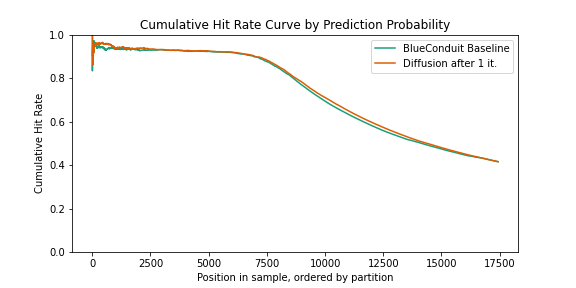 Cumulative Hit Rate Curve by Prediction Probability
Cumulative Hit Rate
1.0
0.8
0.6
0.4
0.2
0.0
BlueConduit Baseline
Diffusion after 1 it.
0 2500 5000 7500 10000 12500 15000 17500
Position in sample, ordered by partition